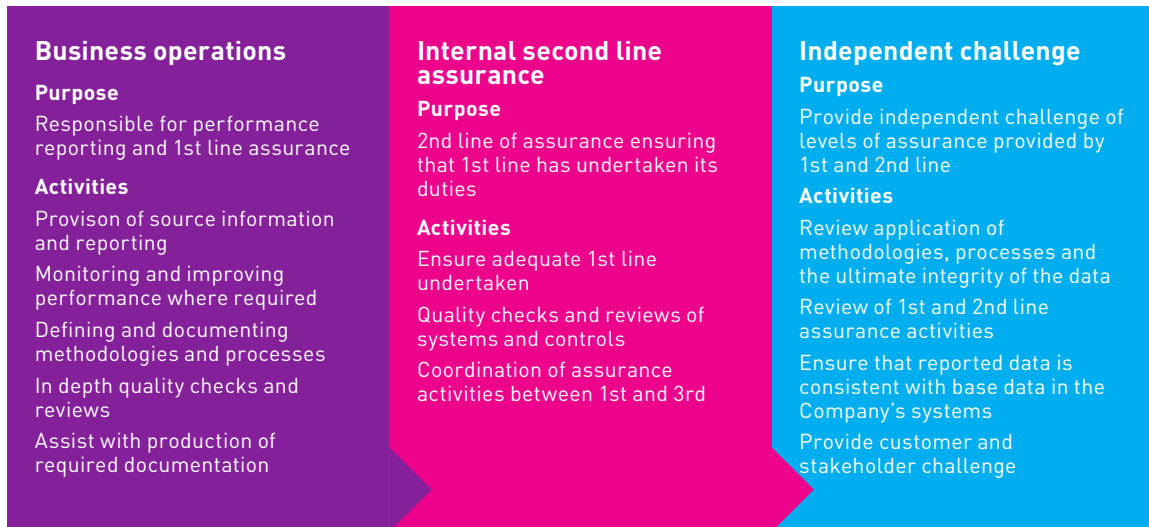 Business operations
Purpose
Responsible for performance
reporting and 1st line assurance
Activities
Provison of source information
and reporting
Monitoring and improving
performance where required
Defining and documenting
methodologies and processes
In depth quality checks and
reviews
Assist with production of
required documentation
Internal second line
assurance
Purpose
2nd line of assurance ensuring
that 1st line has undertaken its
duties
Activities
Ensure adequate 1st line
undertaken
Quality checks and reviews of
systems and controls
Coordination of assurance
activities between 1st and 3rd
Independent challenge
Purpose
Provide independent challenge of
levels of assurance provided by
1st and 2nd line
Activities
Review application of
methodologies, processes and
the ultimate integrity of the data
Review of 1st and 2nd line
assurance activities
Ensure that reported data is
consistent with base data in the
Company's systems
Provide customer and
stakeholder challenge